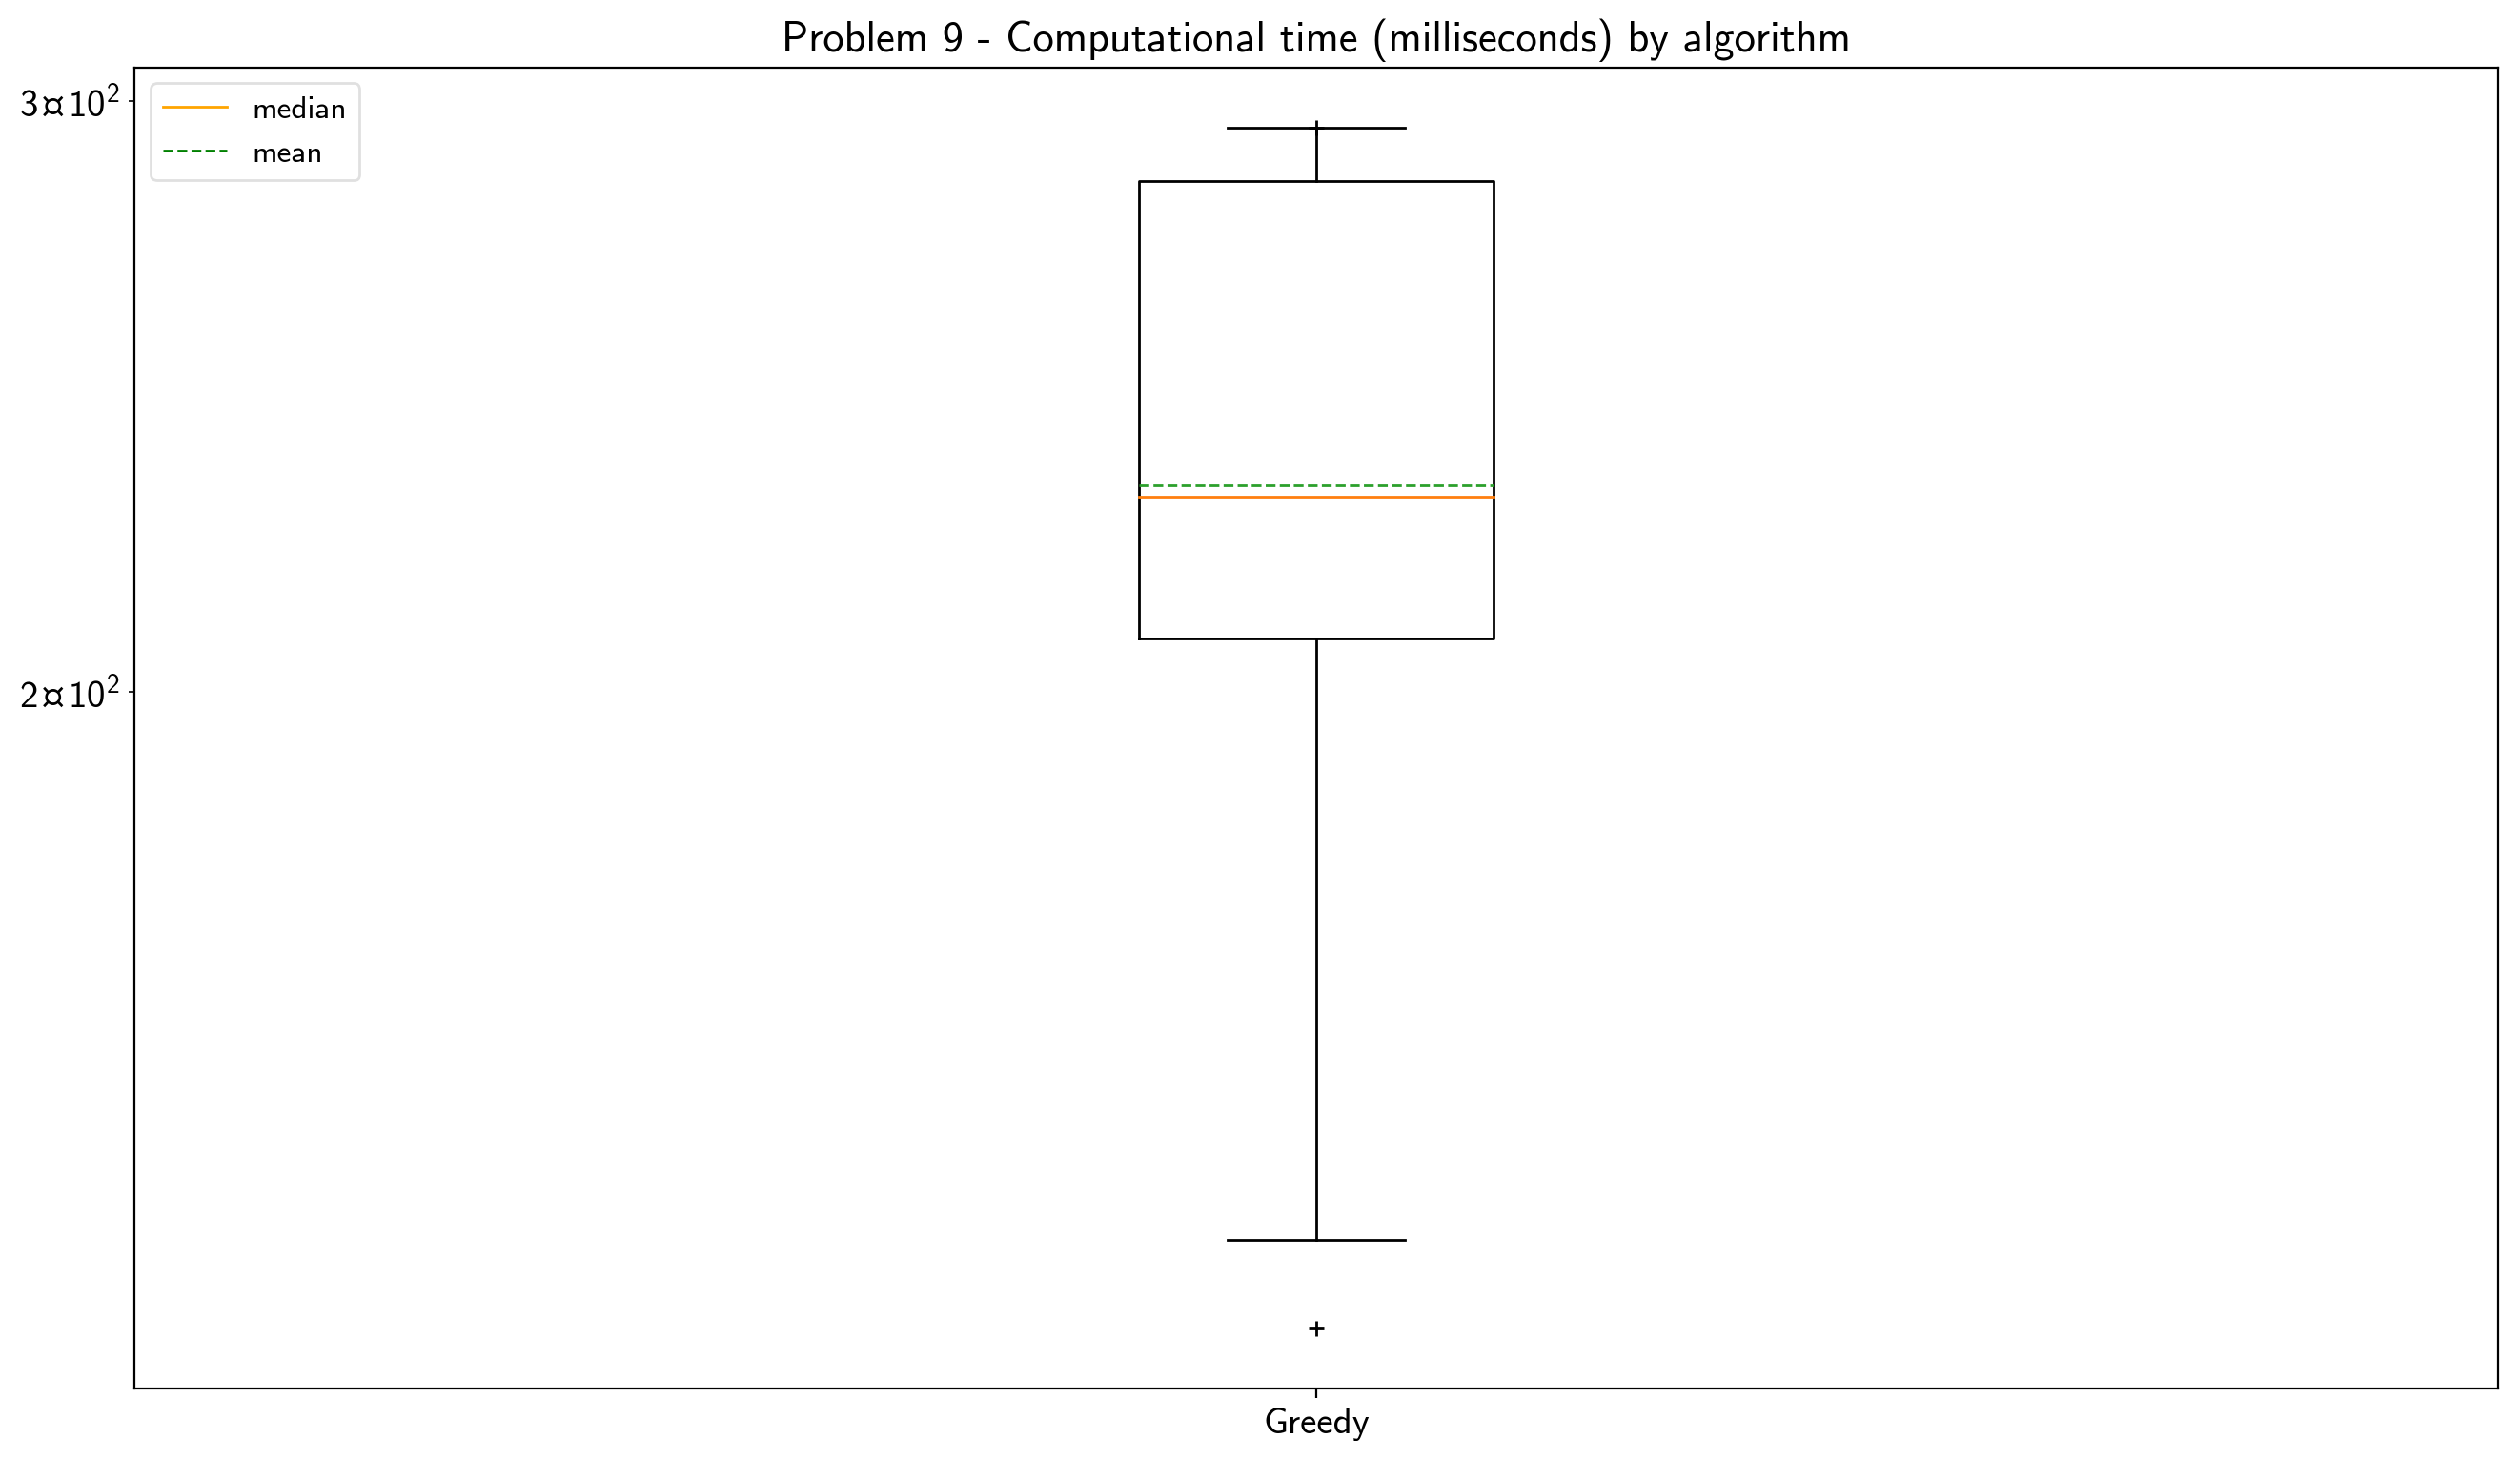 Problem 9 - Computational time (milliseconds) by algorithm
3¤10²
median
mean
2¤10²
Greedy